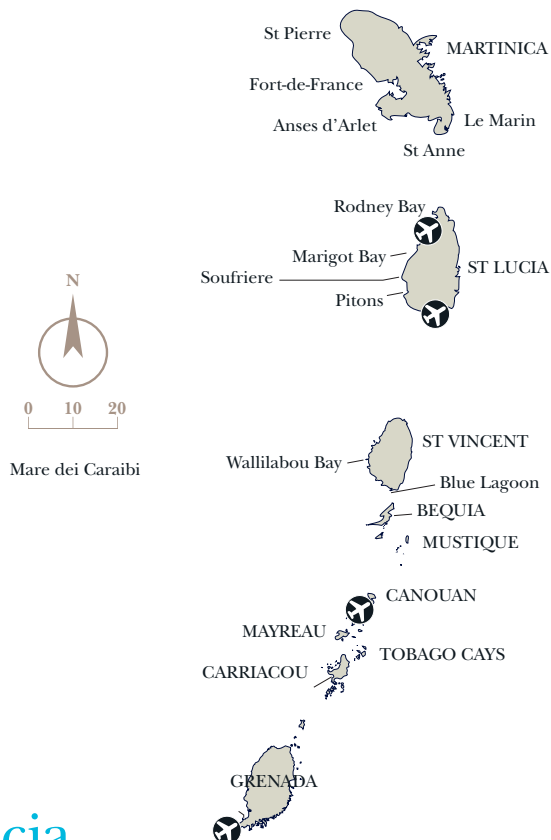 St Pierre
MARTINICA
Fort-de-France
Anses d’Arlet
Le Marin
St Anne
Rodney Bay
Marigot Bay
ST LUCIA
Soufriere
Pitons
N
0 10 20
Mare dei Caraibi
ST VINCENT
Wallilabou Bay
Blue Lagoon
BEQUIA
MUSTIQUE
CANOUAN
MAYREAU
TOBAGO CAYS
CARRIACOU
GRENADA
cia